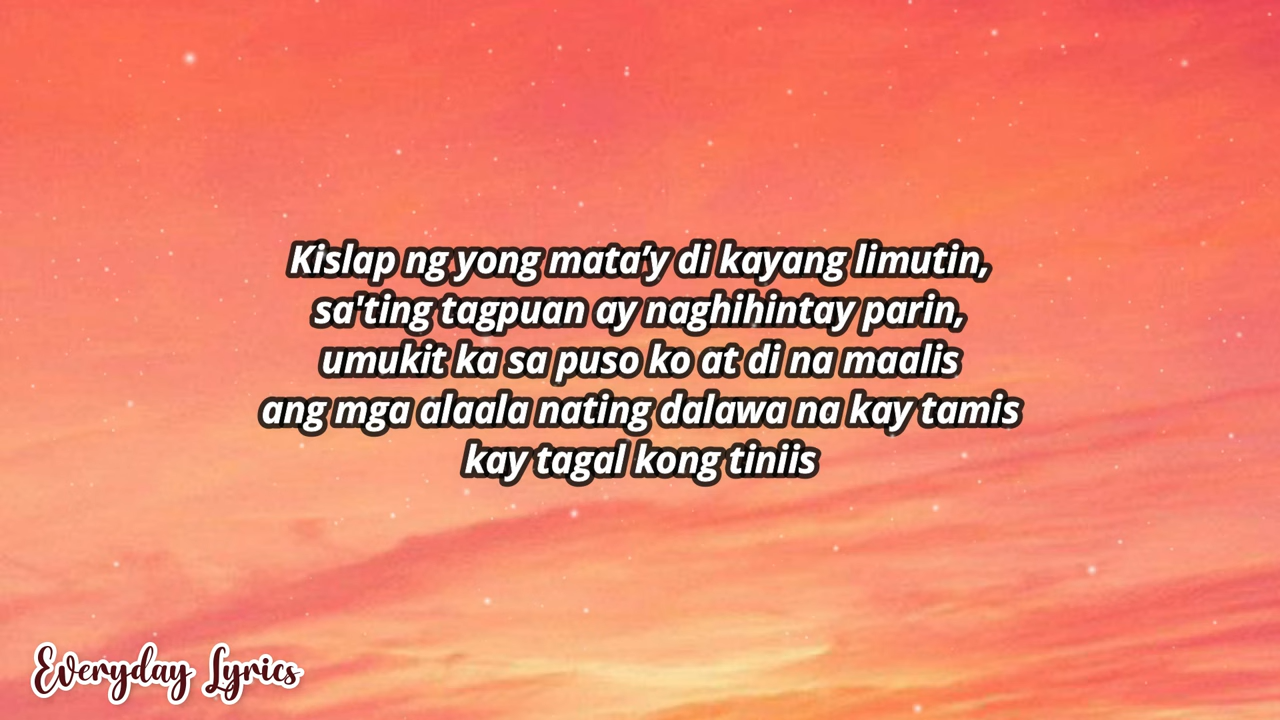 Kislap ng yong mata’y di kayang limutin,
sa'ting tagpuan ay naghihintay parin,
umukit ka sa puso ko at di na maalis
ang mga alaala nating dalawa na kay tamis
kay tagal kong tiniis
Everyday Lyrics